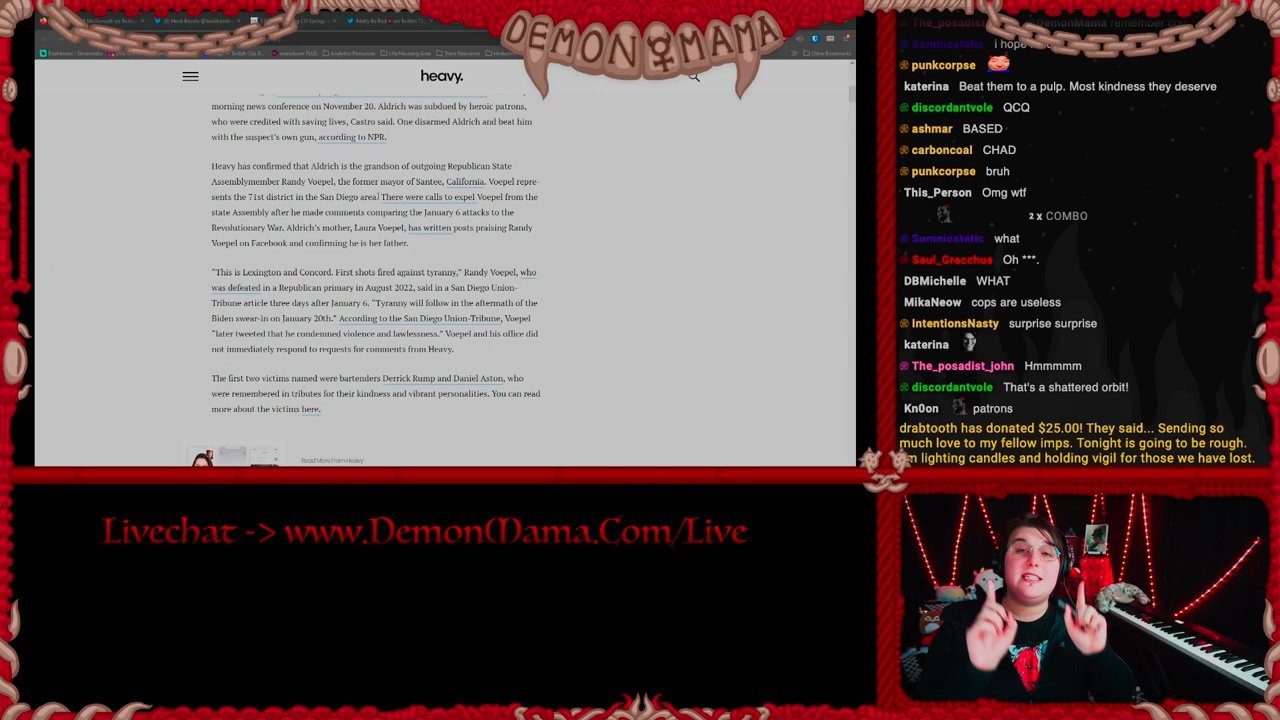 DEMON MAMA
heavy.
morning news conference on November 20. Aldrich was subdued by heroic patrons,
who were credited with saving lives, Castro said. One disarmed Aldrich and beat him
with the suspect's own gun, according to NPR.
Heavy has confirmed that Aldrich is the grandson of outgoing Republican State
Assemblymember Randy Voepel, the former mayor of Santee, California. Voepel repre-
sents the 71st district in the San Diego area. There were calls to expel Voepel from the
state Assembly after he made comments comparing the January 6 attacks to the
Revolutionary War. Aldrich's mother, Laura Voepel, has written posts praising Randy
Voepel on Facebook and confirming he is her father.
“This is Lexington and Concord. First shots fired against tyranny,” Randy Voepel, who
was defeated in a Republican primary in August 2022, said in a San Diego Union-
Tribune article three days after January 6. “Tyranny will follow in the aftermath of the
Biden swear-in on January 20th.” According to the San Diego Union-Tribune, Voepel
“later tweeted that he condemned violence and lawlessness.” Voepel and his office did
not immediately respond to requests for comments from Heavy.
The first two victims named were bartenders Derrick Rump and Daniel Aston, who
were remembered in tributes for their kindness and vibrant personalities. You can read
more about the victims here.
Read More From Heavy
Livechat -> www.DemonMama.Com/Live
The_posadist_ DemonMama remember
Somniostatic i hope
punkcorpse
katerina Beat them to a pulp. Most kindness they deserve
discordantvole QCQ
ashmar BASED
carboncoal CHAD
punkcorpse bruh
This_Person Omg wtf
2 x COMBO
Somniostatic what
Saul_Gracchus Oh ***.
DBMichelle WHAT
MikaNeow cops are useless
IntentionsNasty surprise surprise
katerina
The_posadist_john Hmmmmm
discordantvole That's a shattered orbit!
Kn0on patrons
drabtooth has donated $25.00! They said... Sending so
much love to my fellow imps. Tonight is going to be rough.
m lighting candles and holding vigil for those we have lost.